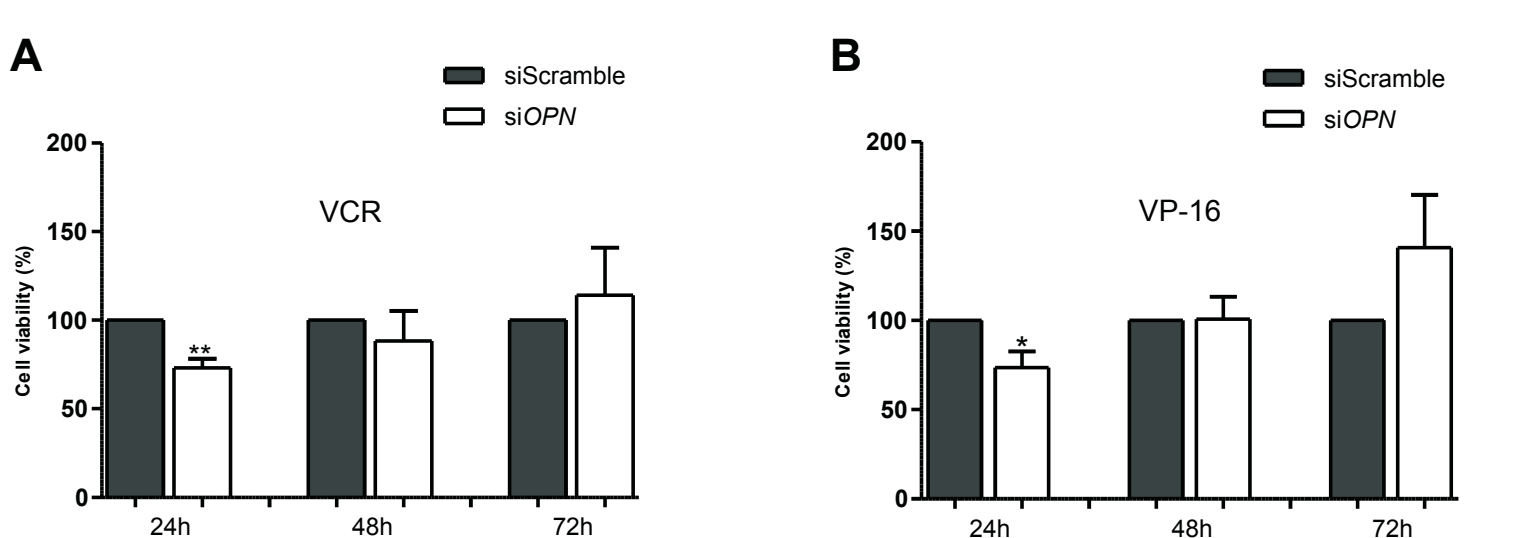 A
siScramble
siOPN
200
150
100
50
0
Cell viability (%)
VCR
**
24h
48h
72h
B
siScramble
siOPN
200
150
100
50
0
Cell viability (%)
VP-16
*
24h
48h
72h